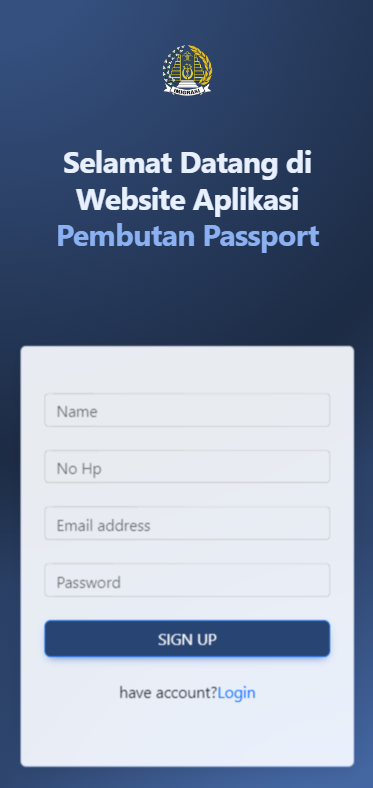 IMIGRASI
Selamat Datang di
Website Aplikasi
Pembutan Passport
Name
No Hp
Email address
Password
SIGN UP
have account?Login